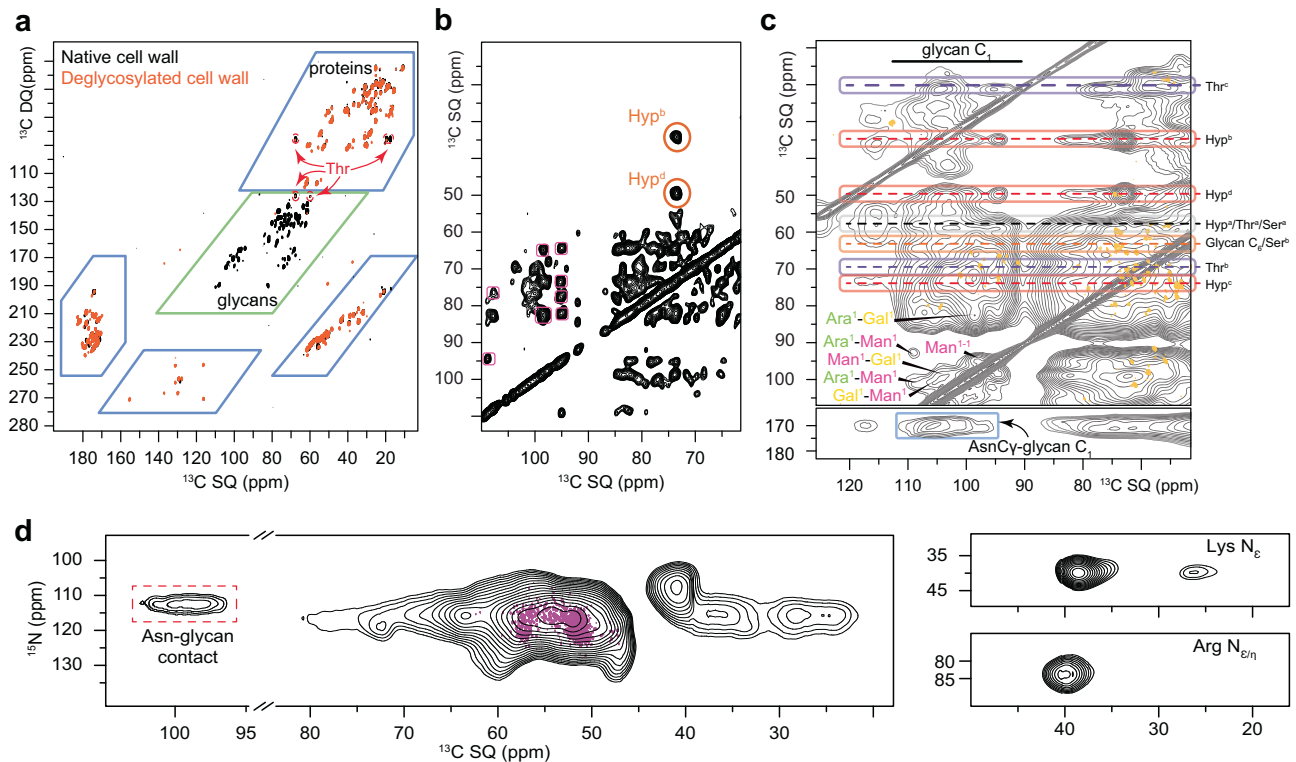 a
Native cell wall
Deglycosylated cell wall
proteins
Thr
glycans
¹³C DQ(ppm)
110
130
150
170
190
210
230
250
280
190
160
140
120
100
80
60
40
20
¹³C SQ (ppm)
b
Hypᵇ
Hypᵈ
¹³C SQ (ppm)
40
50
60
70
80
90
100
100
90
80
70
¹³C SQ (ppm)
c
glycan C₁
Thrᶜ
Hypᵇ
Hypᵈ
Hypᵃ/Thrᵃ/Serᵃ
Glycan C₆/Serᵇ
Thrᵇ
Hypᶜ
Ara¹-Gal¹
Ara¹-Man¹
Man¹-Gal¹
Man¹⁻¹
Ara¹-Man¹
Gal¹-Man¹
AsnCγ-glycan C₁
¹³C SQ (ppm)
40
50
60
70
80
90
100
170
180
120
110
100
90
80
¹³C SQ (ppm)
d
Asn-glycan
contact
¹⁵N (ppm)
100
110
120
130
100
95
80
70
60
50
40
30
¹³C SQ (ppm)
Lys Nε
35
45
Arg Nε/η
80
85
40
30
20